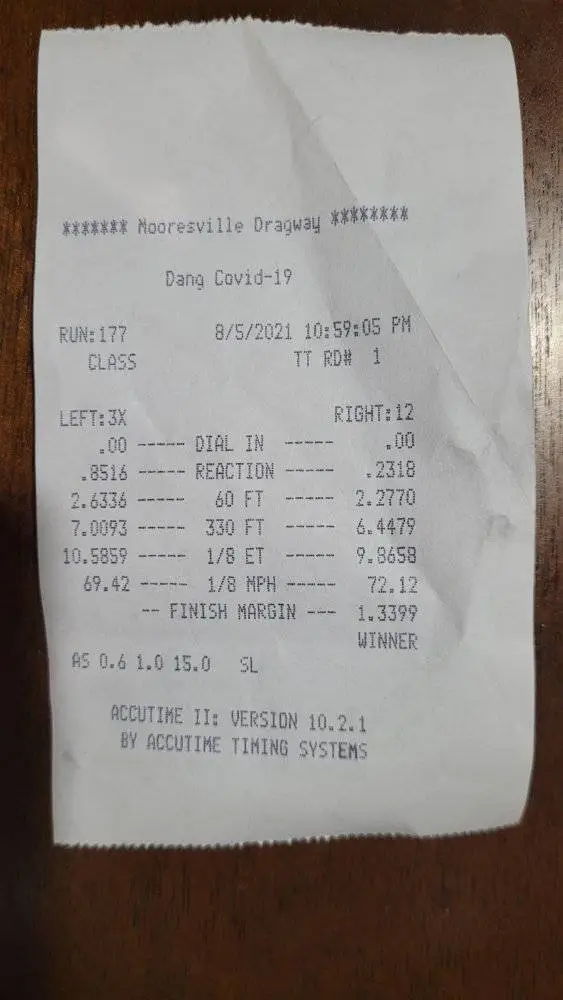 ******* Mooresville Dragway ********
Dang Covid-19
RUN:177 8/5/2021 10:59:05 PM
CLASS TT RD# 1
LEFT:3X RIGHT:12
.00 ----- DIAL IN ----- .00
.8516 ----- REACTION ----- .2318
2.6336 ----- 60 FT ----- 2.2770
7.0093 ----- 330 FT ----- 6.4479
10.5859 ----- 1/8 ET ----- 9.8658
69.42 ----- 1/8 MPH ----- 72.12
-- FINISH MARGIN --- 1.3399
WINNER
AS 0.6 1.0 15.0 SL
ACCUTIME II: VERSION 10.2.1
BY ACCUTIME TIMING SYSTEMS